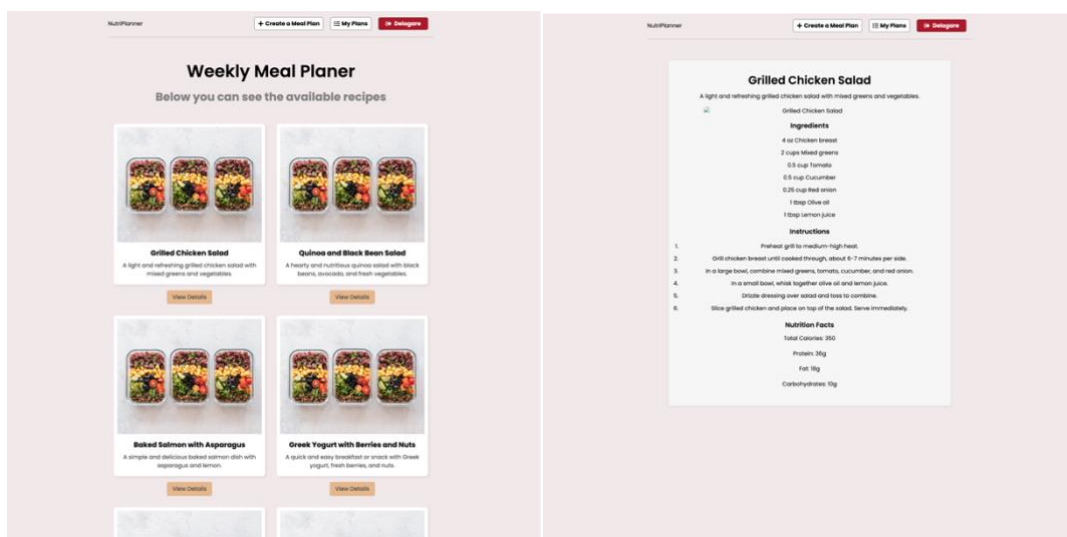 NutriPlanner
+ Create a Meal Plan
My Plans
Delogare
Weekly Meal Planer
Below you can see the available recipes
Grilled Chicken Salad
A light and refreshing grilled chicken salad with
mixed greens and vegetables.
View Details
Quinoa and Black Bean Salad
A hearty and nutritious quinoa salad with black
beans, avocado, and fresh vegetables.
View Details
Baked Salmon with Asparagus
A simple and delicious baked salmon dish with
asparagus and lemon.
View Details
Greek Yogurt with Berries and Nuts
A quick and easy breakfast or snack with Greek
yogurt, fresh berries, and nuts.
View Details
NutriPlanner
+ Create a Meal Plan
My Plans
Delogare
Grilled Chicken Salad
A light and refreshing grilled chicken salad with mixed greens and vegetables.
Grilled Chicken Salad
Ingredients
4 oz Chicken breast
2 cups Mixed greens
0.5 cup Tomato
0.5 cup Cucumber
0.25 cup Red onion
1 tbsp Olive oil
1 tbsp Lemon juice
Instructions
1. Preheat grill to medium-high heat.
2. Grill chicken breast until cooked through, about 6-7 minutes per side.
3. In a large bowl, combine mixed greens, tomato, cucumber, and red onion.
4. In a small bowl, whisk together olive oil and lemon juice.
5. Drizzle dressing over salad and toss to combine.
6. Slice grilled chicken and place on top of the salad. Serve immediately.
Nutrition Facts
Total Calories: 350
Protein: 36g
Fat: 18g
Carbohydrates: 10g